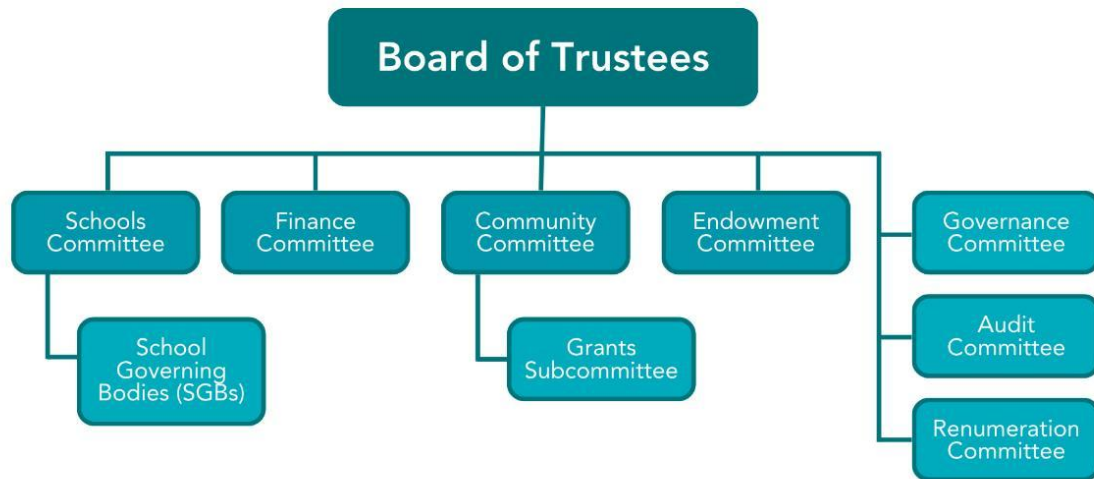 Board of Trustees
Schools
Committee
Finance
Committee
Community
Committee
Endowment
Committee
Governance
Committee
School
Governing
Bodies (SGBs)
Grants
Subcommittee
Audit
Committee
Renumeration
Committee